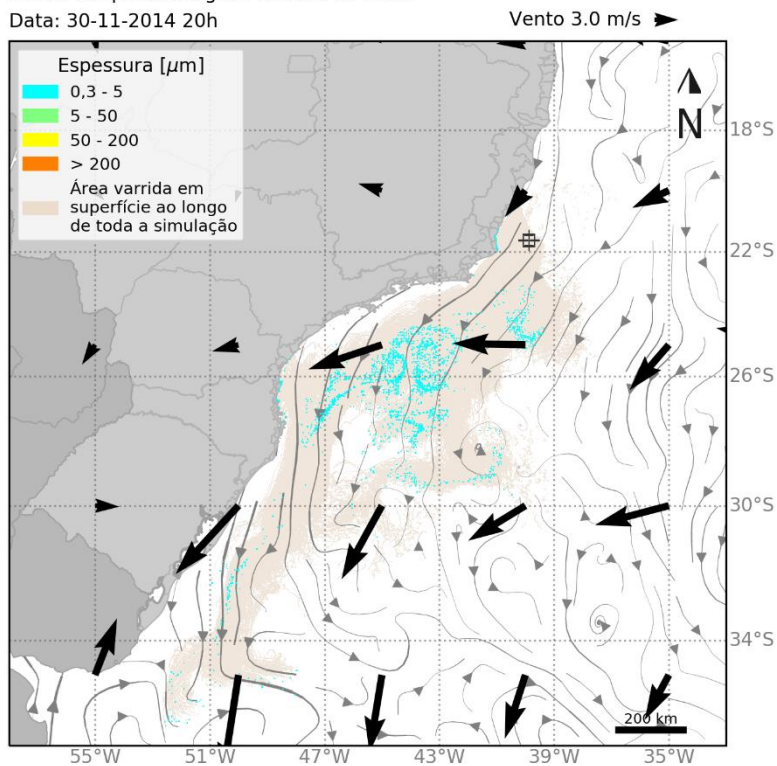 Data: 30-11-2014 20h
Vento 3.0 m/s
Espessura [μm]
0,3 - 5
5 - 50
50 - 200
> 200
Área varrida em
superfície ao longo
de toda a simulação
N
18°S
22°S
26°S
30°S
34°S
200 km
55°W
51°W
47°W
43°W
39°W
35°W